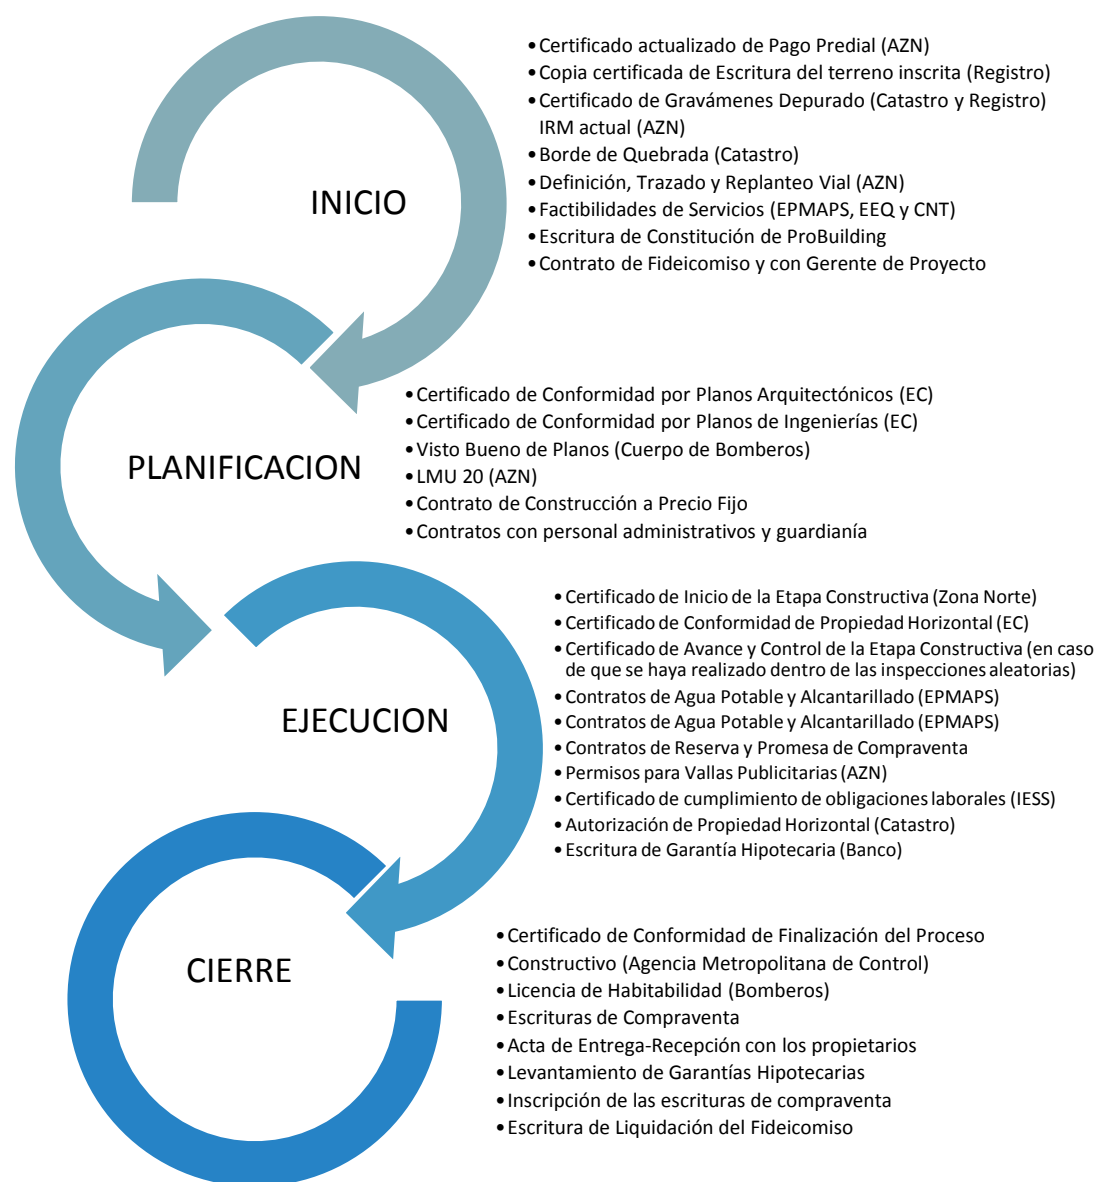 INICIO
•Certificado actualizado de Pago Predial (AZN)
•Copia certificada de Escritura del terreno inscrita (Registro)
•Certificado de Gravámenes Depurado (Catastro y Registro)
IRM actual (AZN)
•Borde de Quebrada (Catastro)
•Definición, Trazado y Replanteo Vial (AZN)
•Factibilidades de Servicios (EPMAPS, EEQ y CNT)
•Escritura de Constitución de ProBuilding
•Contrato de Fideicomiso y con Gerente de Proyecto
PLANIFICACION
•Certificado de Conformidad por Planos Arquitectónicos (EC)
•Certificado de Conformidad por Planos de Ingenierías (EC)
•Visto Bueno de Planos (Cuerpo de Bomberos)
•LMU 20 (AZN)
•Contrato de Construcción a Precio Fijo
•Contratos con personal administrativos y guardianía
EJECUCION
•Certificado de Inicio de la Etapa Constructiva (Zona Norte)
•Certificado de Conformidad de Propiedad Horizontal (EC)
•Certificado de Avance y Control de la Etapa Constructiva (en caso
de que se haya realizado dentro de las inspecciones aleatorias)
•Contratos de Agua Potable y Alcantarillado (EPMAPS)
•Contratos de Agua Potable y Alcantarillado (EPMAPS)
•Contratos de Reserva y Promesa de Compraventa
•Permisos para Vallas Publicitarias (AZN)
•Certificado de cumplimiento de obligaciones laborales (IESS)
•Autorización de Propiedad Horizontal (Catastro)
•Escritura de Garantía Hipotecaria (Banco)
CIERRE
•Certificado de Conformidad de Finalización del Proceso
•Constructivo (Agencia Metropolitana de Control)
•Licencia de Habitabilidad (Bomberos)
•Escrituras de Compraventa
•Acta de Entrega-Recepción con los propietarios
•Levantamiento de Garantías Hipotecarias
•Inscripción de las escrituras de compraventa
•Escritura de Liquidación del Fideicomiso